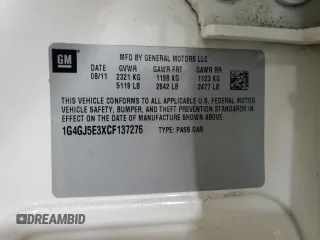 GM
MFD BY GENERAL MOTORS LLC
DATE GVWR GAWR FRT GAWR RR
08/11 2321 KG 1198 KG 1123 KG
5119 LB 2642 LB 2477 LB
THIS VEHICLE CONFORMS TO ALL APPLICABLE U.S. FEDERAL
MOTOR VEHICLE SAFETY, BUMPER, AND THEFT PREVENTION STANDARDS
IN EFFECT ON THE DATE OF MANUFACTURE SHOWN ABOVE.
1G4GJ5E3XCF137276 TYPE: PASS CAR
DREAMBID